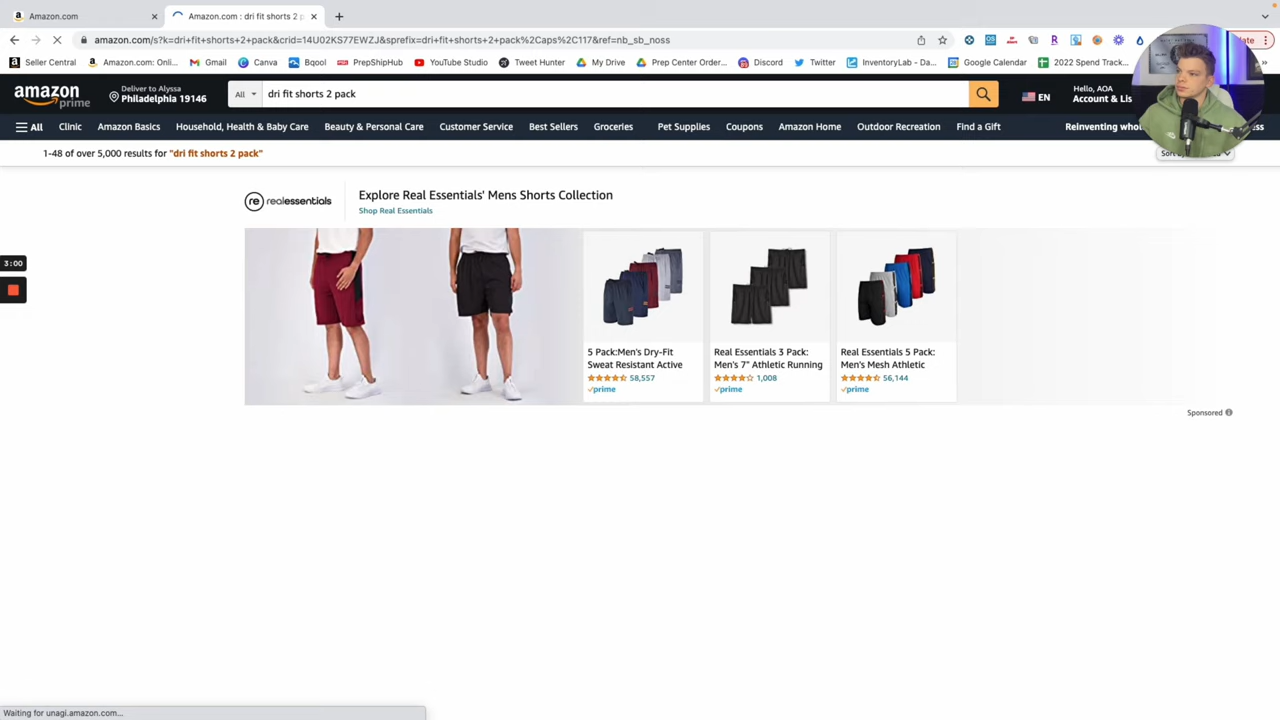 Amazon.com
Amazon.com : dri fit shorts 2 p
amazon.com/s?k=dri+fit+shorts+2+pack&crid=14U02KS77EWZJ&sprefix=dri+fit+shorts+2+pack%2Caps%2C117&ref=nb_sb_noss
Seller Central
Amazon.com: Onli...
Gmail
Canva
Bqool
PrepShipHub
YouTube Studio
Tweet Hunter
My Drive
Prep Center Order...
Discord
Twitter
InventoryLab - Da...
Google Calendar
2022 Spend Track...
amazon prime
Deliver to Alyssa
Philadelphia 19146
All
dri fit shorts 2 pack
EN
Hello, AOA
Account & Lis
All
Clinic
Amazon Basics
Household, Health & Baby Care
Beauty & Personal Care
Customer Service
Best Sellers
Groceries
Pet Supplies
Coupons
Amazon Home
Outdoor Recreation
Find a Gift
1-48 of over 5,000 results for "dri fit shorts 2 pack"
re realessentials
Explore Real Essentials' Mens Shorts Collection
Shop Real Essentials
3:00
5 Pack:Men's Dry-Fit
Sweat Resistant Active
58,557
prime
Real Essentials 3 Pack:
Men's 7" Athletic Running
1,008
prime
Real Essentials 5 Pack:
Men's Mesh Athletic
56,144
prime
Sponsored
Waiting for unagi.amazon.com...